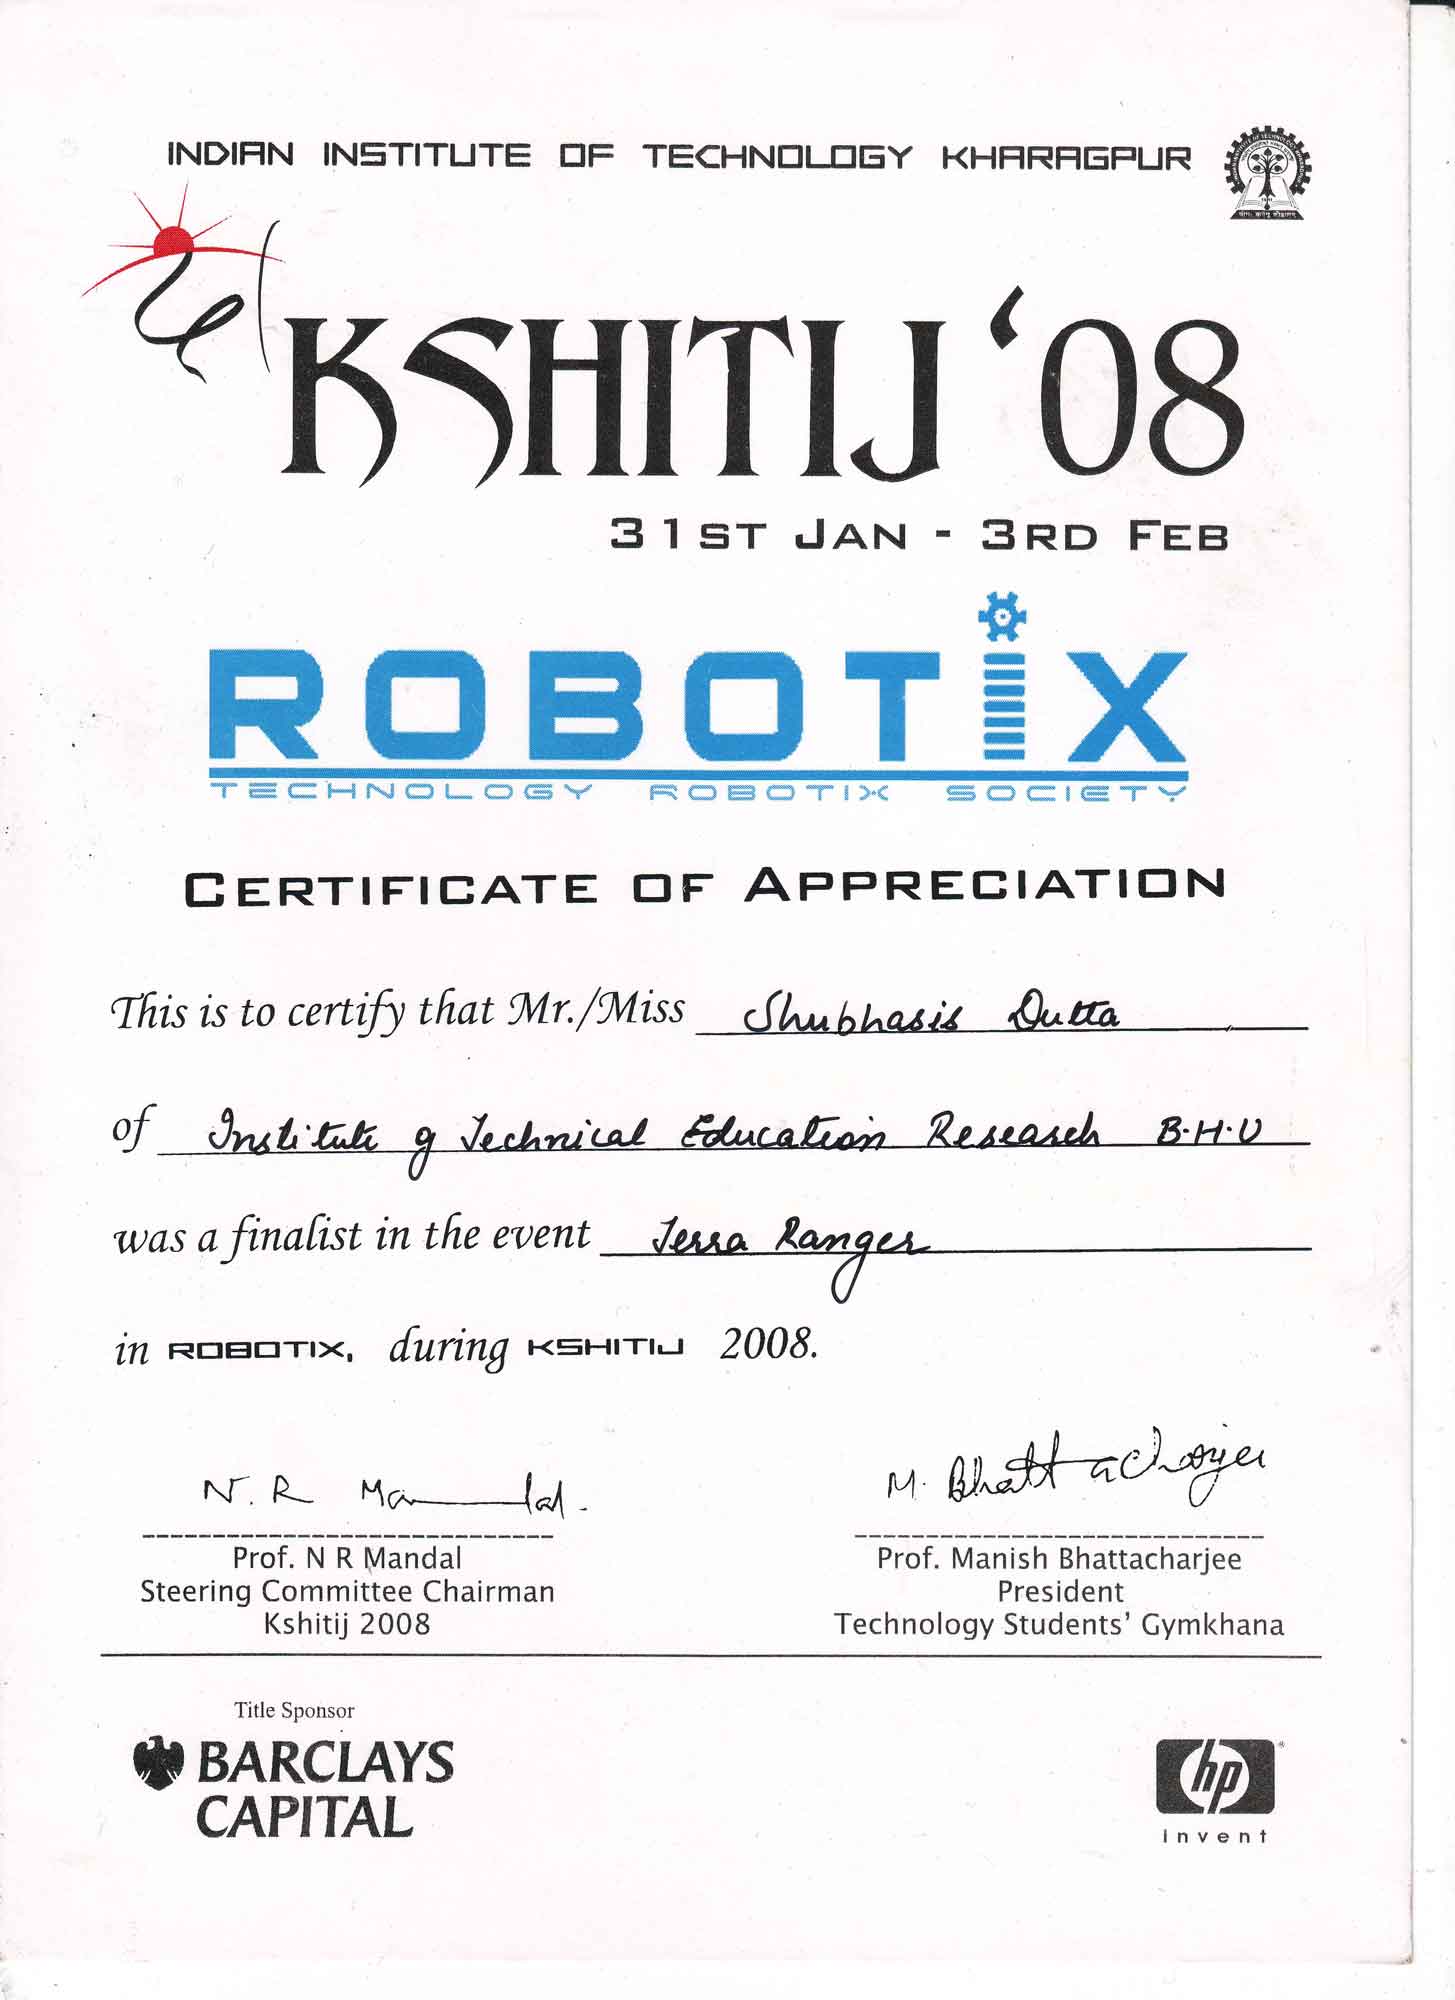 INDIAN INSTITUTE OF TECHNOLOGY KHARAGPUR
KSHITIJ '08
31ST JAN - 3RD FEB
ROBOTIX
TECHNOLOGY ROBOTIX SOCIETY
CERTIFICATE OF APPRECIATION
This is to certify that Mr./Miss Shubhasis Dutta
of Institute of Technical Education Research B.H.U
was a finalist in the event Terra Ranger
in ROBOTIX, during KSHITIJ 2008.
N. R Mandal.
M. Bhattacharjee
Prof. N R Mandal
Steering Committee Chairman
Kshitij 2008
Prof. Manish Bhattacharjee
President
Technology Students' Gymkhana
Title Sponsor
BARCLAYS
CAPITAL
hp
invent